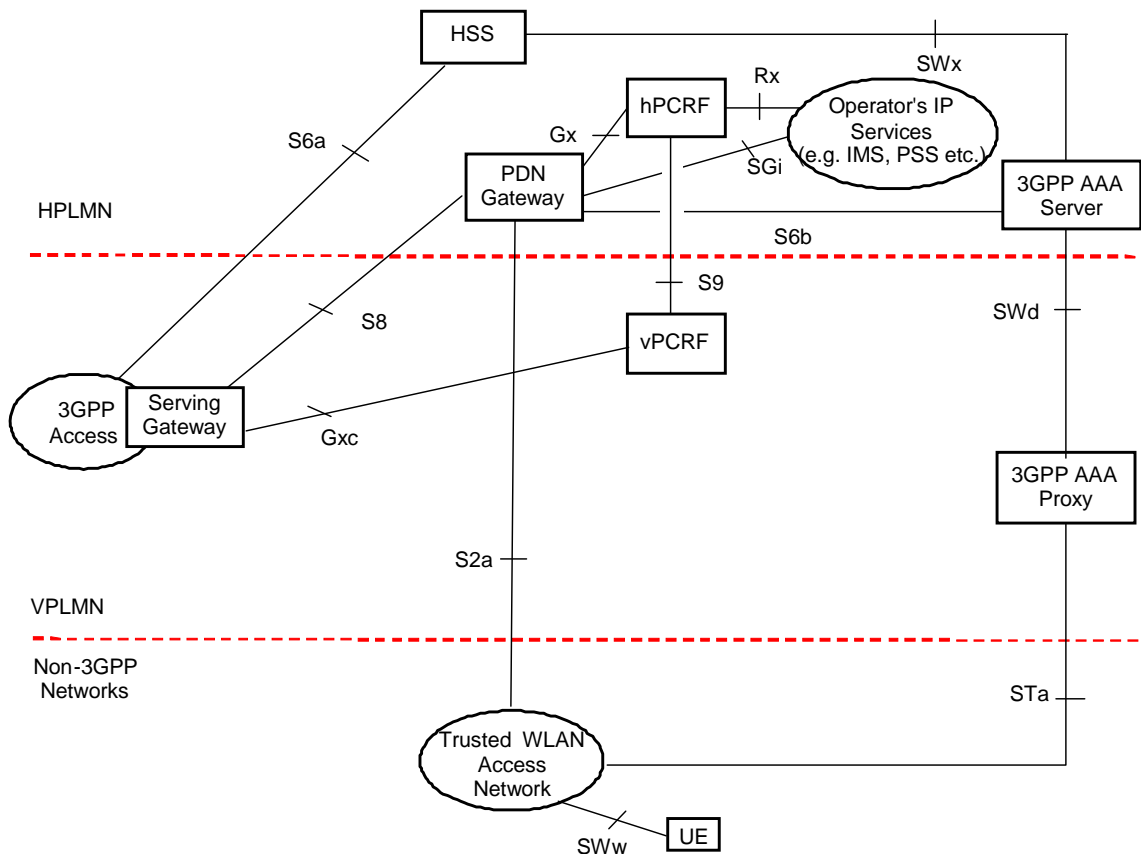 HSS
SWx
Rx
hPCRF
Operator's IP
Services
(e.g. IMS, PSS etc.)
Gx
S6a
SGi
PDN
Gateway
3GPP AAA
Server
HPLMN
S6b
S9
SWd
S8
vPCRF
3GPP
Access
Serving
Gateway
Gxc
3GPP AAA
Proxy
S2a
VPLMN
Non-3GPP
Networks
STa
Trusted WLAN
Access
Network
SWw
UE